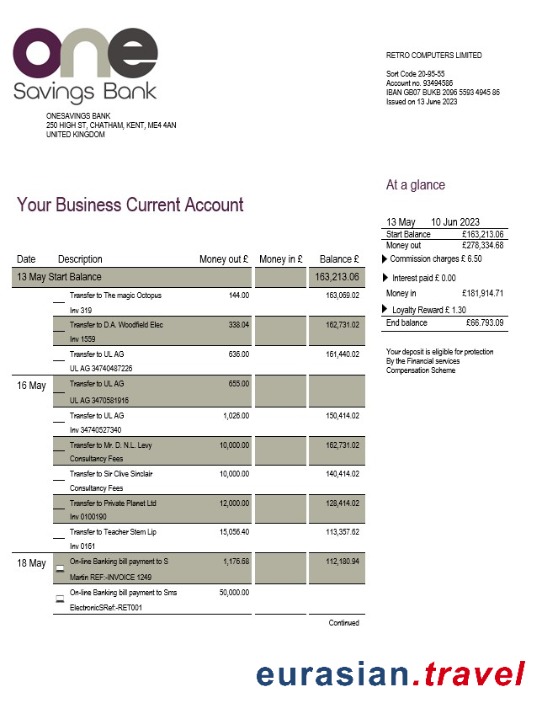 one
Savings Bank
ONESAVINGS BANK
250 HIGH ST, CHATHAM, KENT, ME4 4AN
UNITED KINGDOM
RETRO COMPUTERS LIMITED
Sort Code 20-95-55
Account no. 93494586
IBAN GB07 BUKB 2096 5593 4945 86
Issued on 13 June 2023
At a glance
Your Business Current Account
13 May 10 Jun 2023
Start Balance £163,213.06
Money out £278,334.68
Commission charges £ 6.50
Interest paid £ 0.00
Money in £181,914.71
Loyalty Reward £ 1.30
End balance £66.793.09
Your deposit is eligible for protection
By the Financial services
Compensation Scheme
Date Description Money out £ Money in £ Balance £
13 May Start Balance 163,213.06
Transfer to The magic Octopus 144.00 163,069.02
Inv 319
Transfer to D.A. Woodfield Elec 338.04 162,731.02
Inv 1559
Transfer to UL AG 636.00 161,440.02
UL AG 34740487226
16 May Transfer to UL AG 655.00
UL AG 3470581916
Transfer to UL AG 1,026.00 150,414.02
Inv 34740527340
Transfer to Mr. D. N.L. Levy 10,000.00 162,731.02
Consultancy Fees
Transfer to Sir Clive Sinclair 10,000.00 140,414.02
Consultancy Fees
Transfer to Private Planet Ltd 12,000.00 128,414.02
Inv 0100190
Transfer to Teacher Stem Lip 15,056.40 113,357.62
Inv 0161
18 May On-line Banking bill payment to S 1,176.68 112,180.94
Martin REF:-INVOICE 1249
On-line Banking bill payment to Sms 50,000.00
ElectronicSRef:-RET001
Continued
eurasian.travel